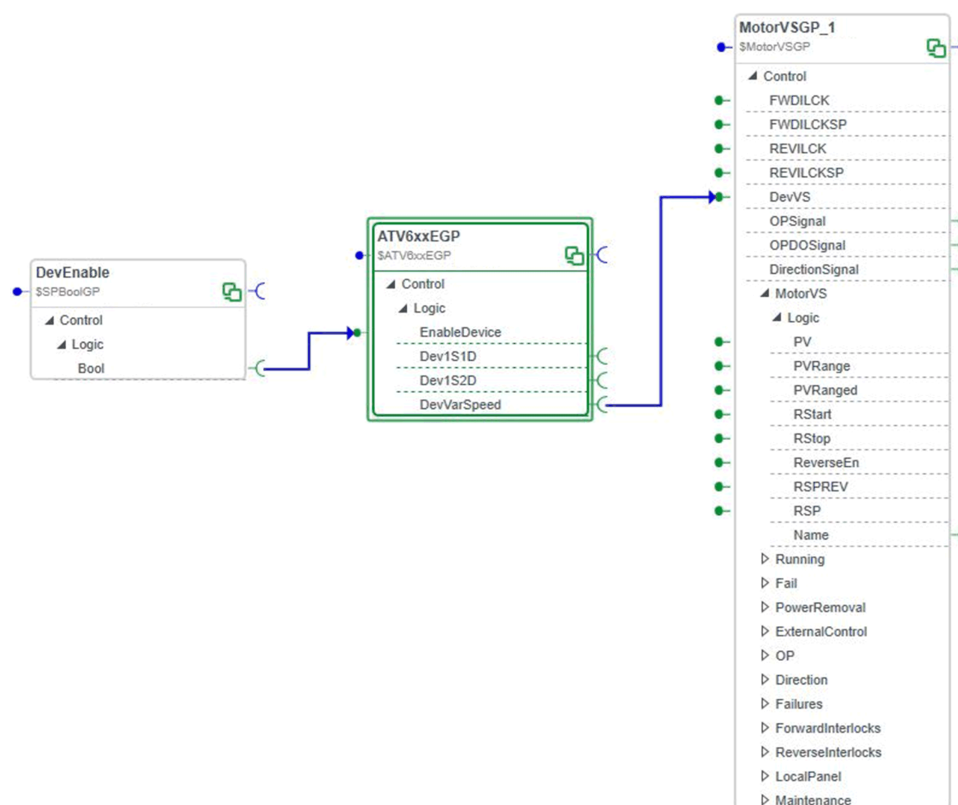 DevEnable
$SPBoolGP
Control
Logic
Bool
ATV6xxEGP
$ATV6xxEGP
Control
Logic
EnableDevice
Dev1S1D
Dev1S2D
DevVarSpeed
MotorVSGP_1
$MotorVSGP
Control
FWDILCK
FWDILCKSP
REVILCK
REVILCKSP
DevVS
OPSignal
OPDOSignal
DirectionSignal
MotorVS
Logic
PV
PVRange
PVRanged
RStart
RStop
ReverseEn
RSPREV
RSP
Name
Running
Fail
PowerRemoval
ExternalControl
OP
Direction
Failures
ForwardInterlocks
ReverseInterlocks
LocalPanel
Maintenance